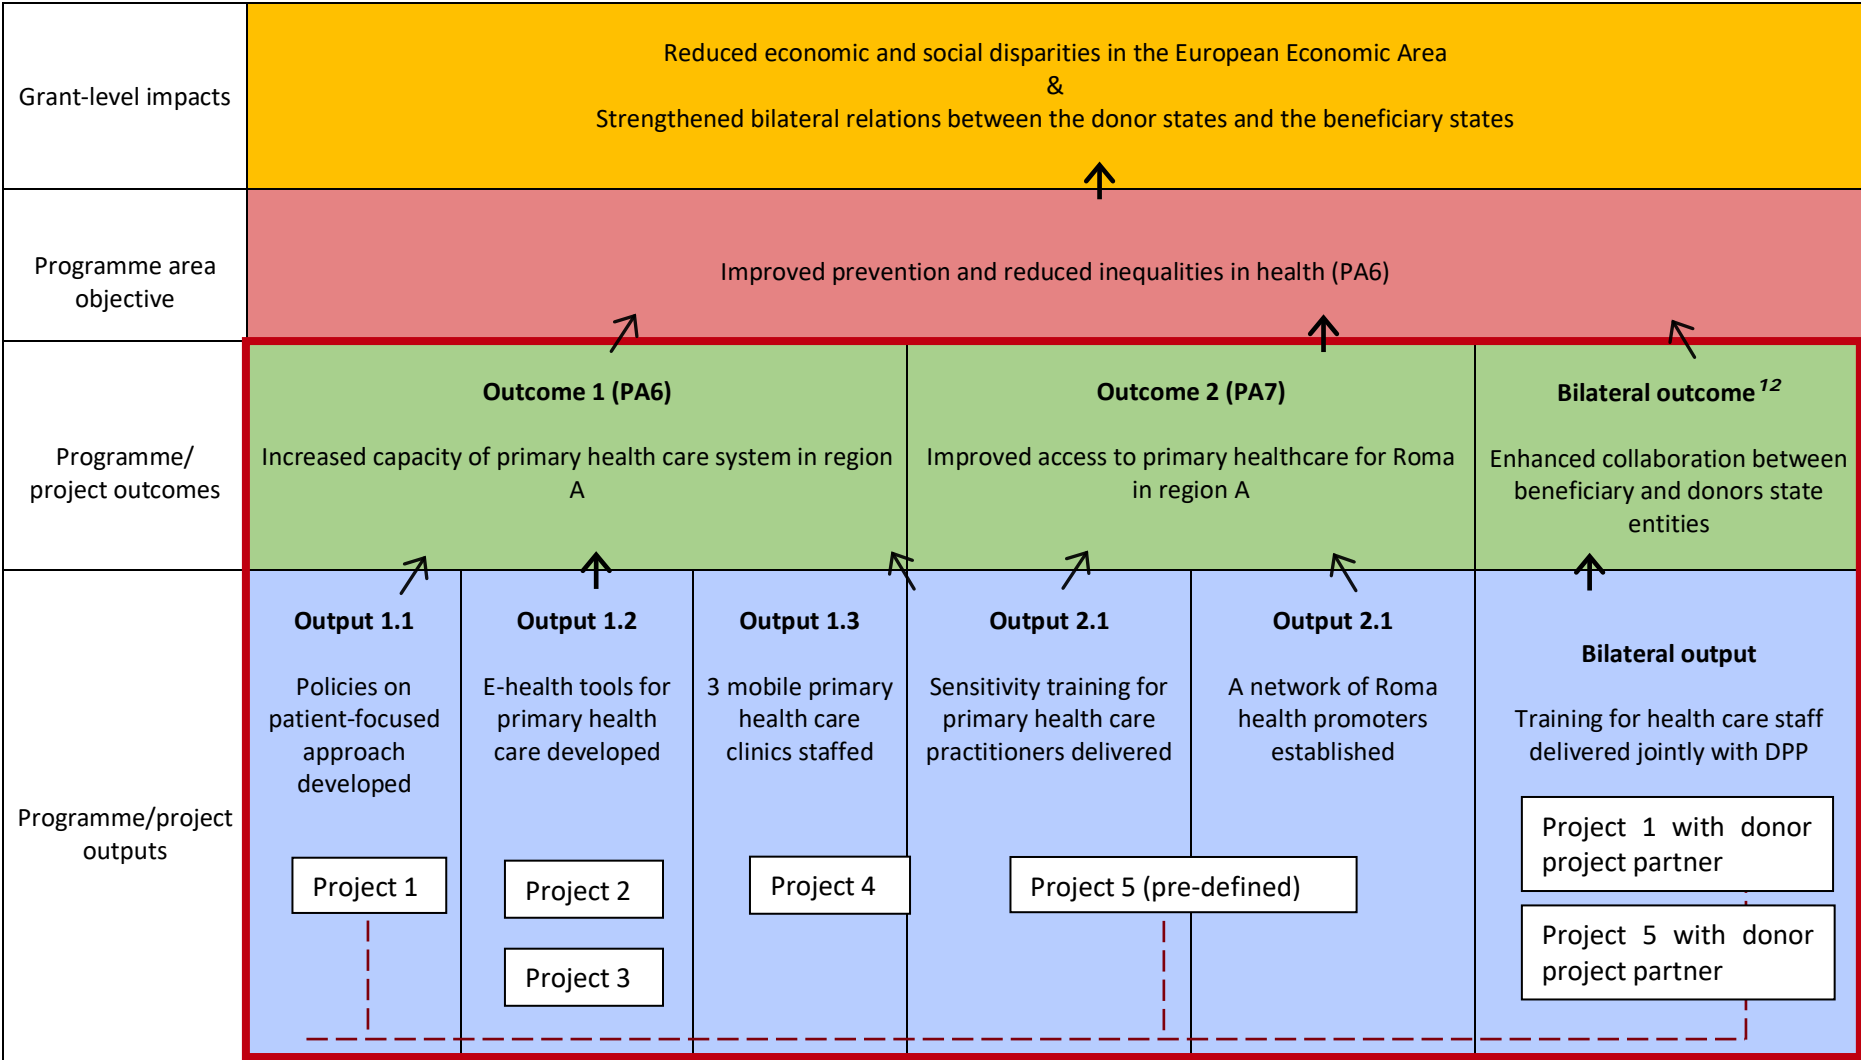 Grant-level impacts
Reduced economic and social disparities in the European Economic Area
&
Strengthened bilateral relations between the donor states and the beneficiary states
Programme area
objective
Improved prevention and reduced inequalities in health (PA6)
Programme/
project outcomes
Outcome 1 (PA6)
Increased capacity of primary health care system in region
A
Outcome 2 (PA7)
Improved access to primary healthcare for Roma
in region A
Bilateral outcome¹²
Enhanced collaboration between
beneficiary and donors state
entities
Programme/project
outputs
Output 1.1
Policies on
patient-focused
approach
developed
Project 1
Output 1.2
E-health tools for
primary health
care developed
Project 2
Project 3
Output 1.3
3 mobile primary
health care
clinics staffed
Project 4
Output 2.1
Sensitivity training for
primary health care
practitioners delivered
Output 2.1
A network of Roma
health promoters
established
Project 5 (pre-defined)
Bilateral output
Training for health care staff
delivered jointly with DPP
Project 1 with donor
project partner
Project 5 with donor
project partner